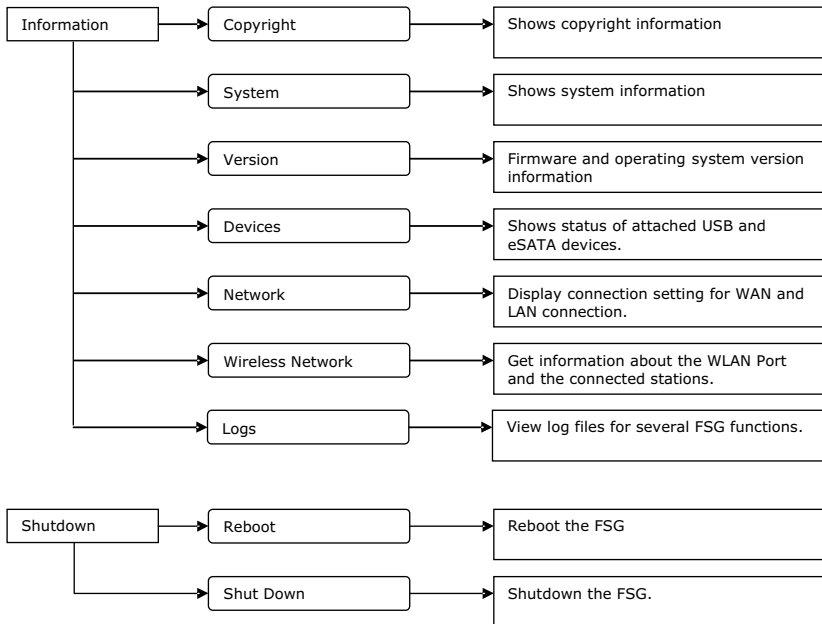 Information
Copyright
Shows copyright information
System
Shows system information
Version
Firmware and operating system version
information
Devices
Shows status of attached USB and
eSATA devices.
Network
Display connection setting for WAN and
LAN connection.
Wireless Network
Get information about the WLAN Port
and the connected stations.
Logs
View log files for several FSG functions.
Shutdown
Reboot
Reboot the FSG
Shut Down
Shutdown the FSG.